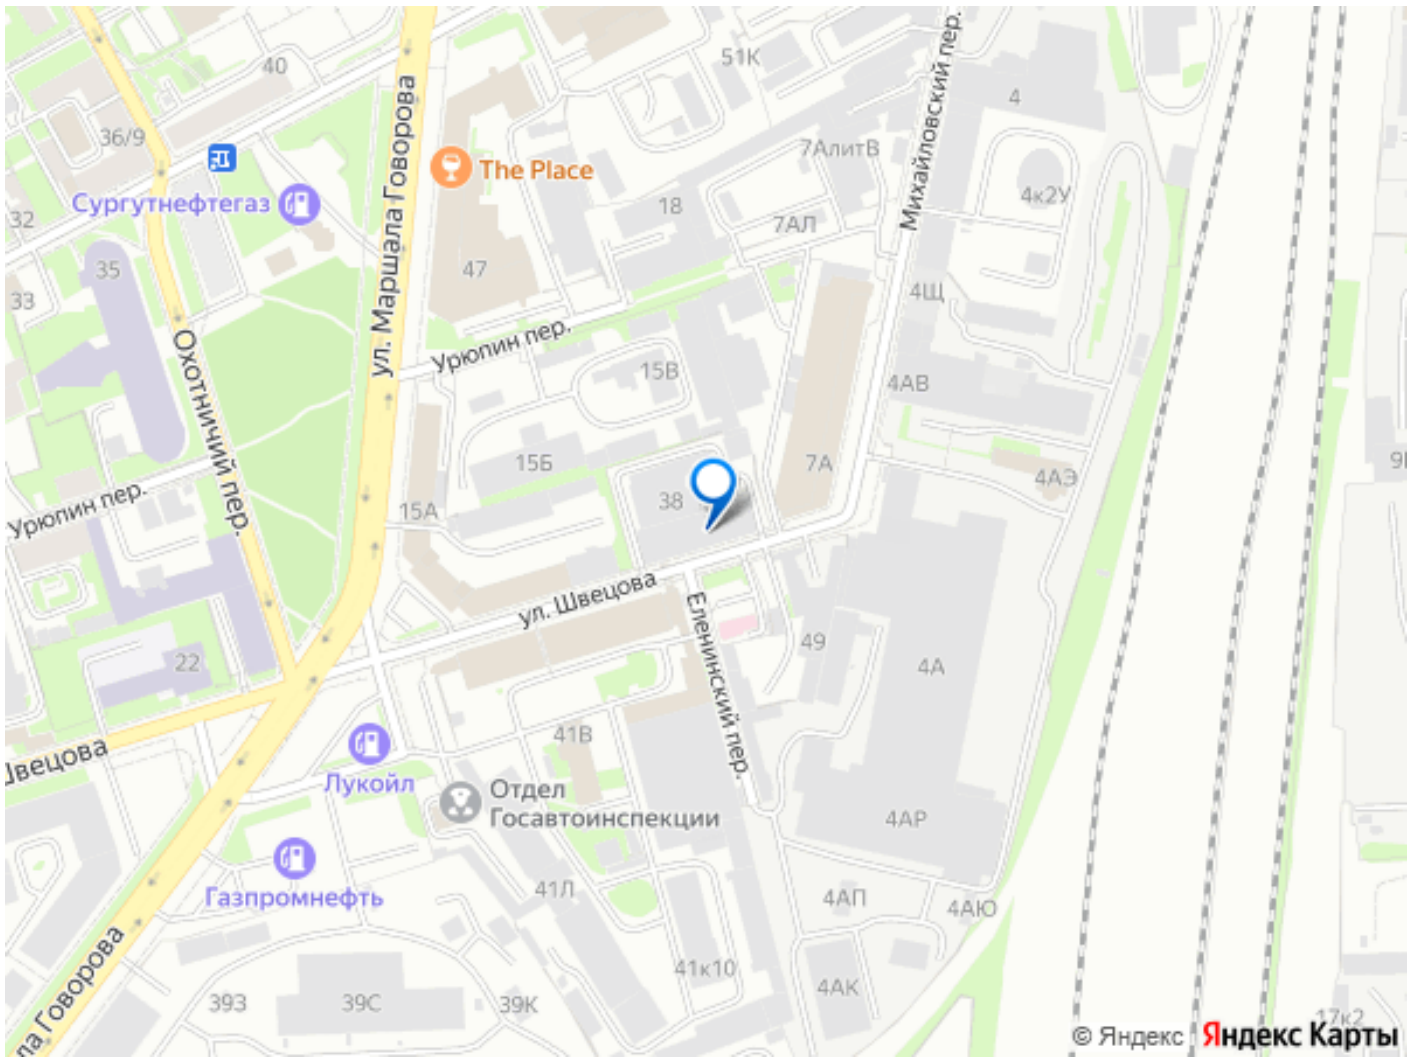 40
51К
Михайловский пер.
4
36/9
ул. Маршала Говорова
The Place
7АлитВ
Сургутнефтегаз
4к2У
32
18
7АЛ
35
47
33
4Щ
Охотничий пер.
Урюпин пер.
15В
4АВ
15Б
7А
4АЭ
Урюпин пер.
15А
38
ул. Швецова
Еленинский пер.
49
22
4А
41В
Швецова
Лукойл
Отдел
Госавтоинспекции
4АР
Газпромнефть
41Л
4АП
4АЮ
41к10
4АК
39З
39С
39К
ла Говорова
17к2
© Яндекс
Яндекс Карты